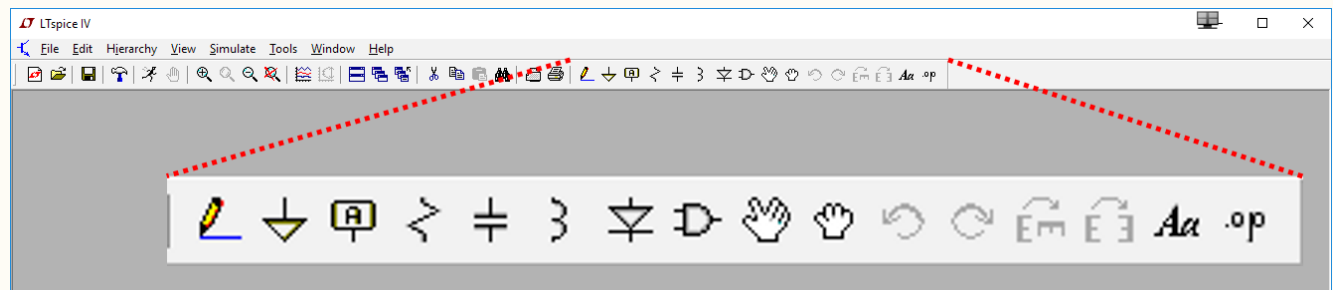 LTspice IV
File Edit Hierarchy View Simulate Tools Window Help
Aa .op
A Aa .op